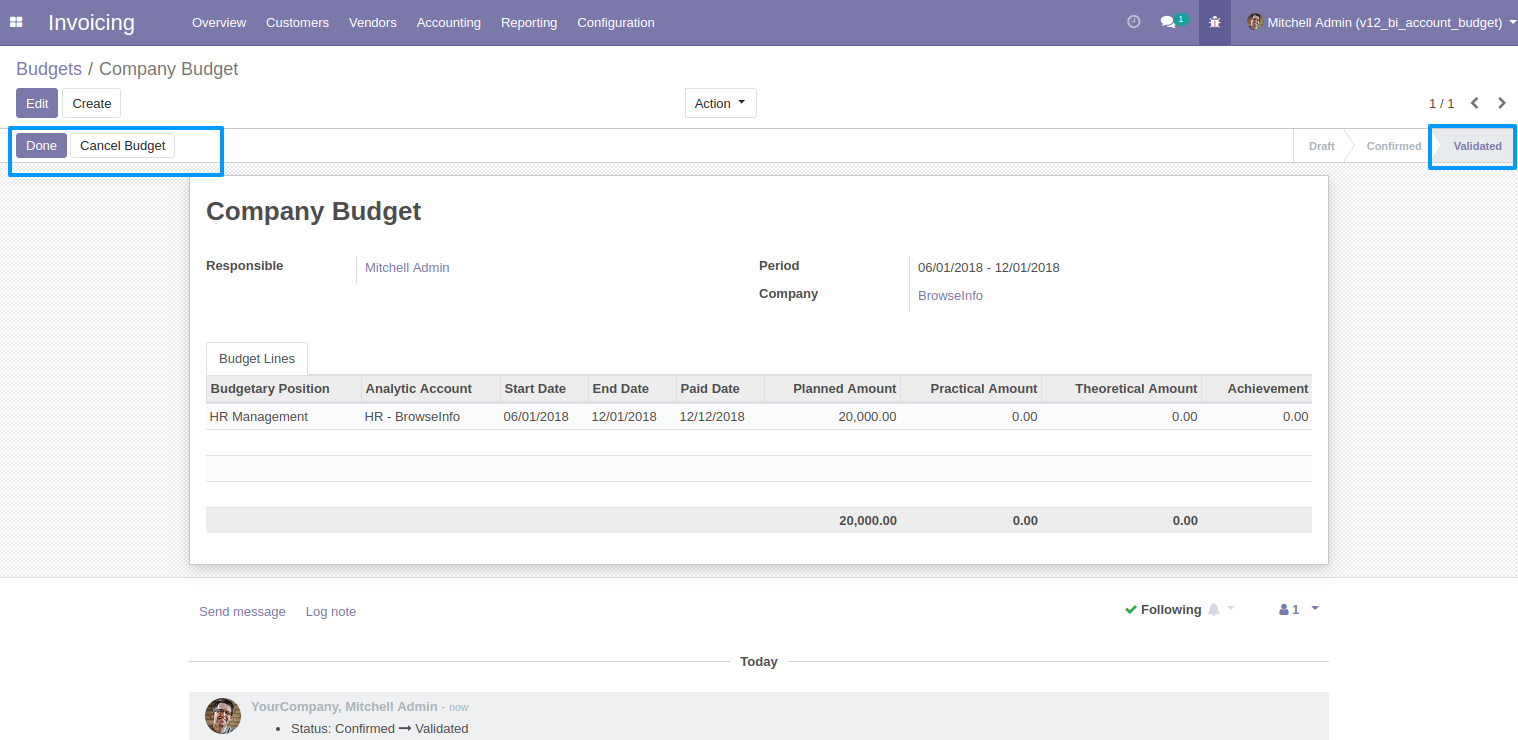 Invoicing Overview Customers Vendors Accounting Reporting Configuration 1 Mitchell Admin (v12_bi_account_budget)
Budgets / Company Budget
Edit Create Action 1 / 1
Done Cancel Budget Draft Confirmed Validated
Company Budget
Responsible Mitchell Admin Period 06/01/2018 - 12/01/2018
Company BrowseInfo
Budget Lines
Budgetary Position Analytic Account Start Date End Date Paid Date Planned Amount Practical Amount Theoretical Amount Achievement
HR Management HR - BrowseInfo 06/01/2018 12/01/2018 12/12/2018 20,000.00 0.00 0.00 0.00
20,000.00 0.00 0.00
Send message Log note Following 1
Today
YourCompany, Mitchell Admin - now
• Status: Confirmed → Validated